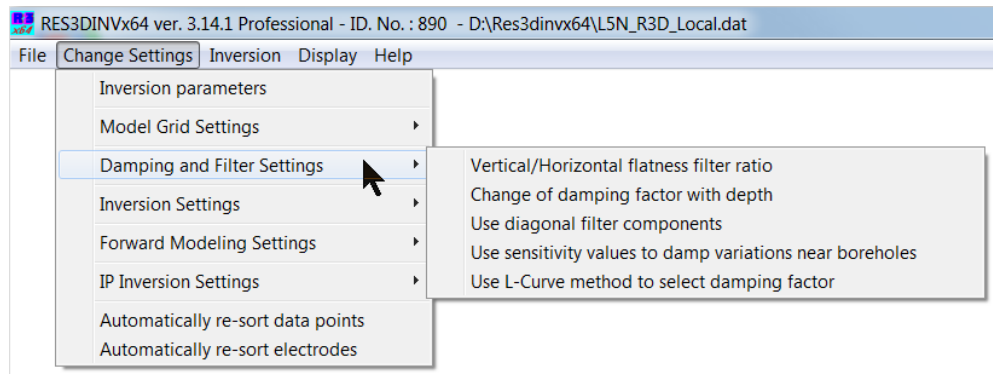 R3 x64 RES3DINVx64 ver. 3.14.1 Professional - ID. No. : 890 - D:\Res3dinvx64\L5N_R3D_Local.dat
File Change Settings Inversion Display Help
Inversion parameters
Model Grid Settings
Damping and Filter Settings
Inversion Settings
Forward Modeling Settings
IP Inversion Settings
Automatically re-sort data points
Automatically re-sort electrodes
Vertical/Horizontal flatness filter ratio
Change of damping factor with depth
Use diagonal filter components
Use sensitivity values to damp variations near boreholes
Use L-Curve method to select damping factor